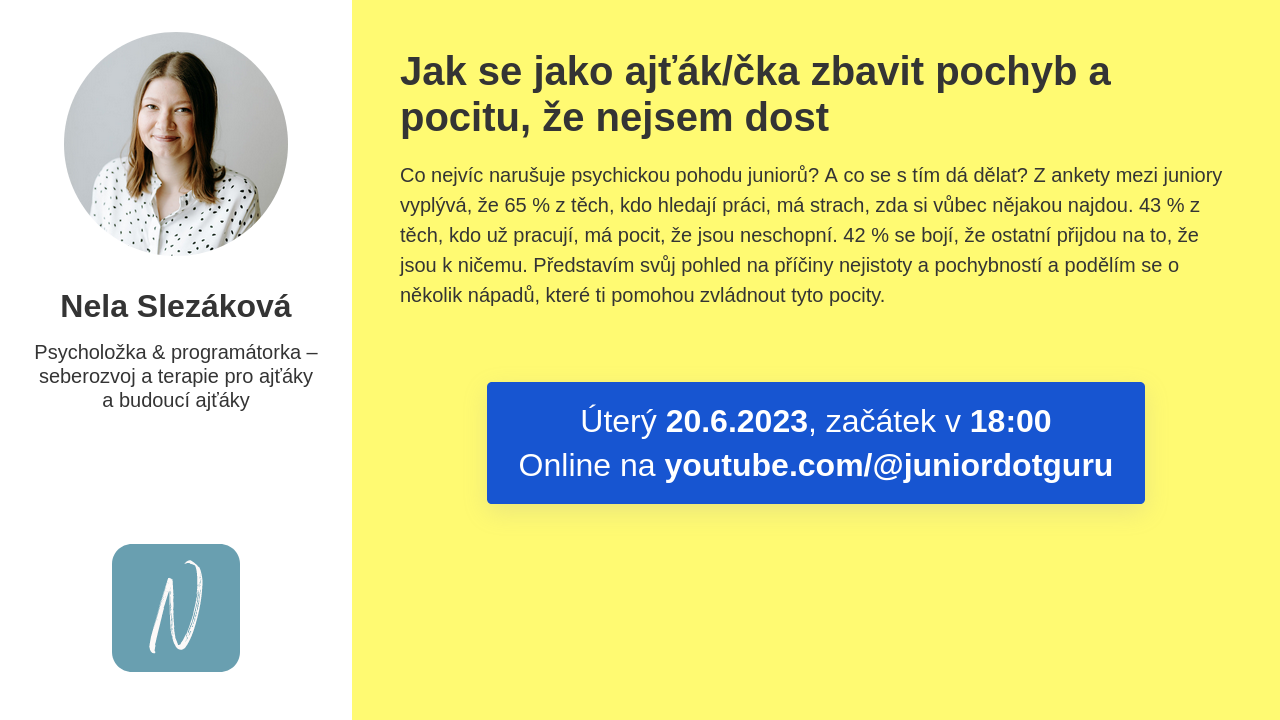 Nela Slezáková
Psycholožka & programátorka –
seberozvoj a terapie pro ajťáky
a budoucí ajťáky
N
Jak se jako ajťák/čka zbavit pochyb a
pocitu, že nejsem dost
Co nejvíc narušuje psychickou pohodu juniorů? A co se s tím dá dělat? Z ankety mezi juniory
vyplývá, že 65 % z těch, kdo hledají práci, má strach, zda si vůbec nějakou najdou. 43 % z
těch, kdo už pracují, má pocit, že jsou neschopní. 42 % se bojí, že ostatní přijdou na to, že
jsou k ničemu. Představím svůj pohled na příčiny nejistoty a pochybností a podělím se o
několik nápadů, které ti pomohou zvládnout tyto pocity.
Úterý 20.6.2023, začátek v 18:00
Online na youtube.com/@juniordotguru